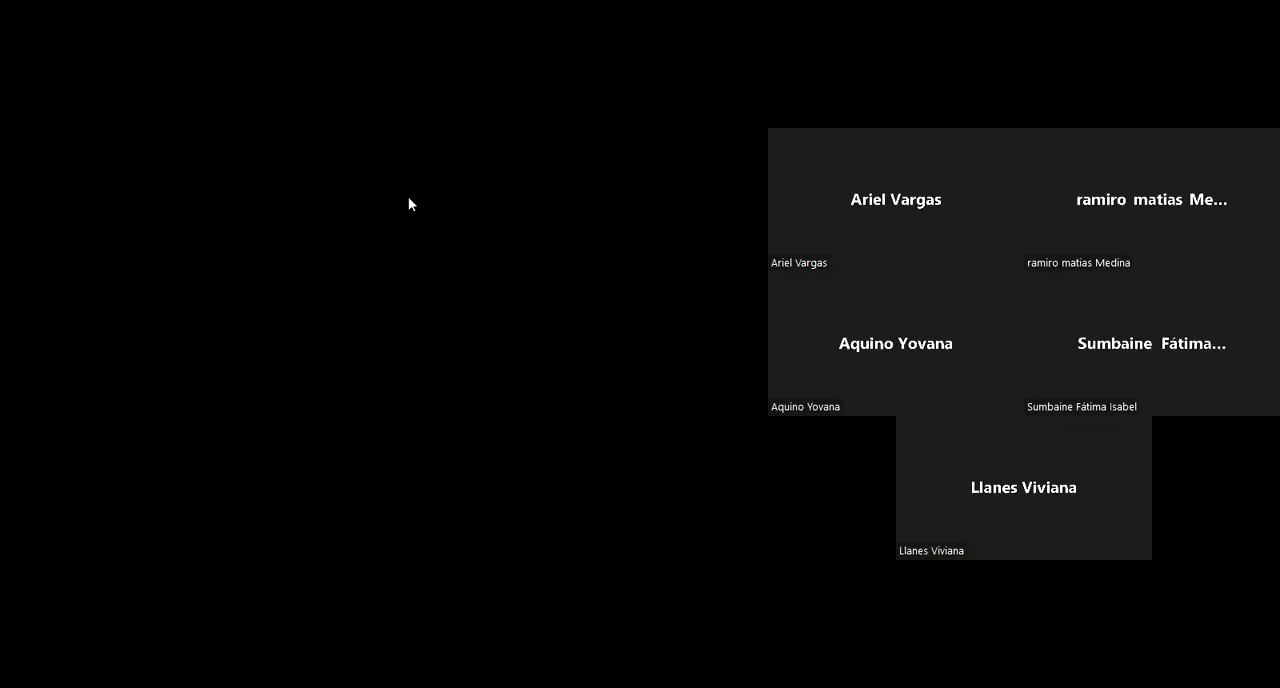 Ariel Vargas
ramiro matias Me...
Ariel Vargas
ramiro matias Medina
Aquino Yovana
Sumbaine Fátima...
Aquino Yovana
Sumbaine Fátima Isabel
Llanes Viviana
Llanes Viviana